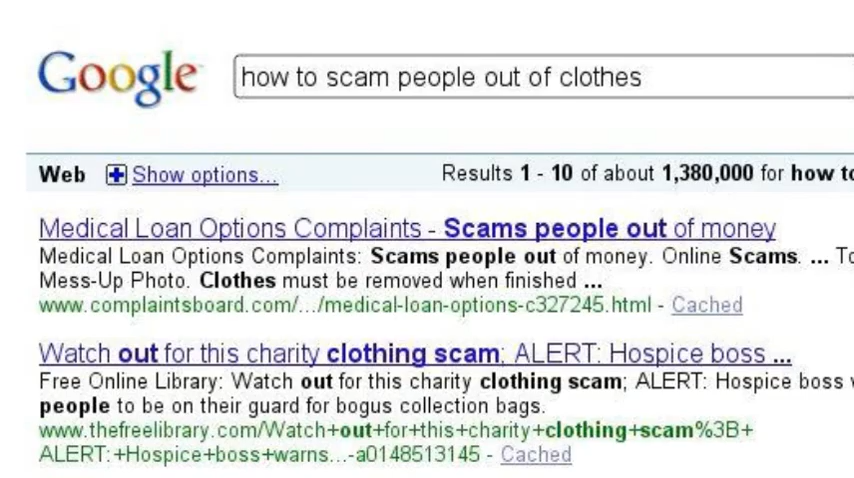 Google
how to scam people out of clothes
Web Show options... Results 1 - 10 of about 1,380,000 for how to
Medical Loan Options Complaints - Scams people out of money
Medical Loan Options Complaints: Scams people out of money. Online Scams. ... To
Mess-Up Photo. Clothes must be removed when finished ...
www.complaintsboard.com/.../medical-loan-options-c327245.html - Cached
Watch out for this charity clothing scam; ALERT: Hospice boss ...
Free Online Library: Watch out for this charity clothing scam; ALERT: Hospice boss
people to be on their guard for bogus collection bags.
www.thefreelibrary.com/Watch+out+for+this+charity+clothing+scam%3B+
ALERT:+Hospice+boss+warns...-a0148513145 - Cached